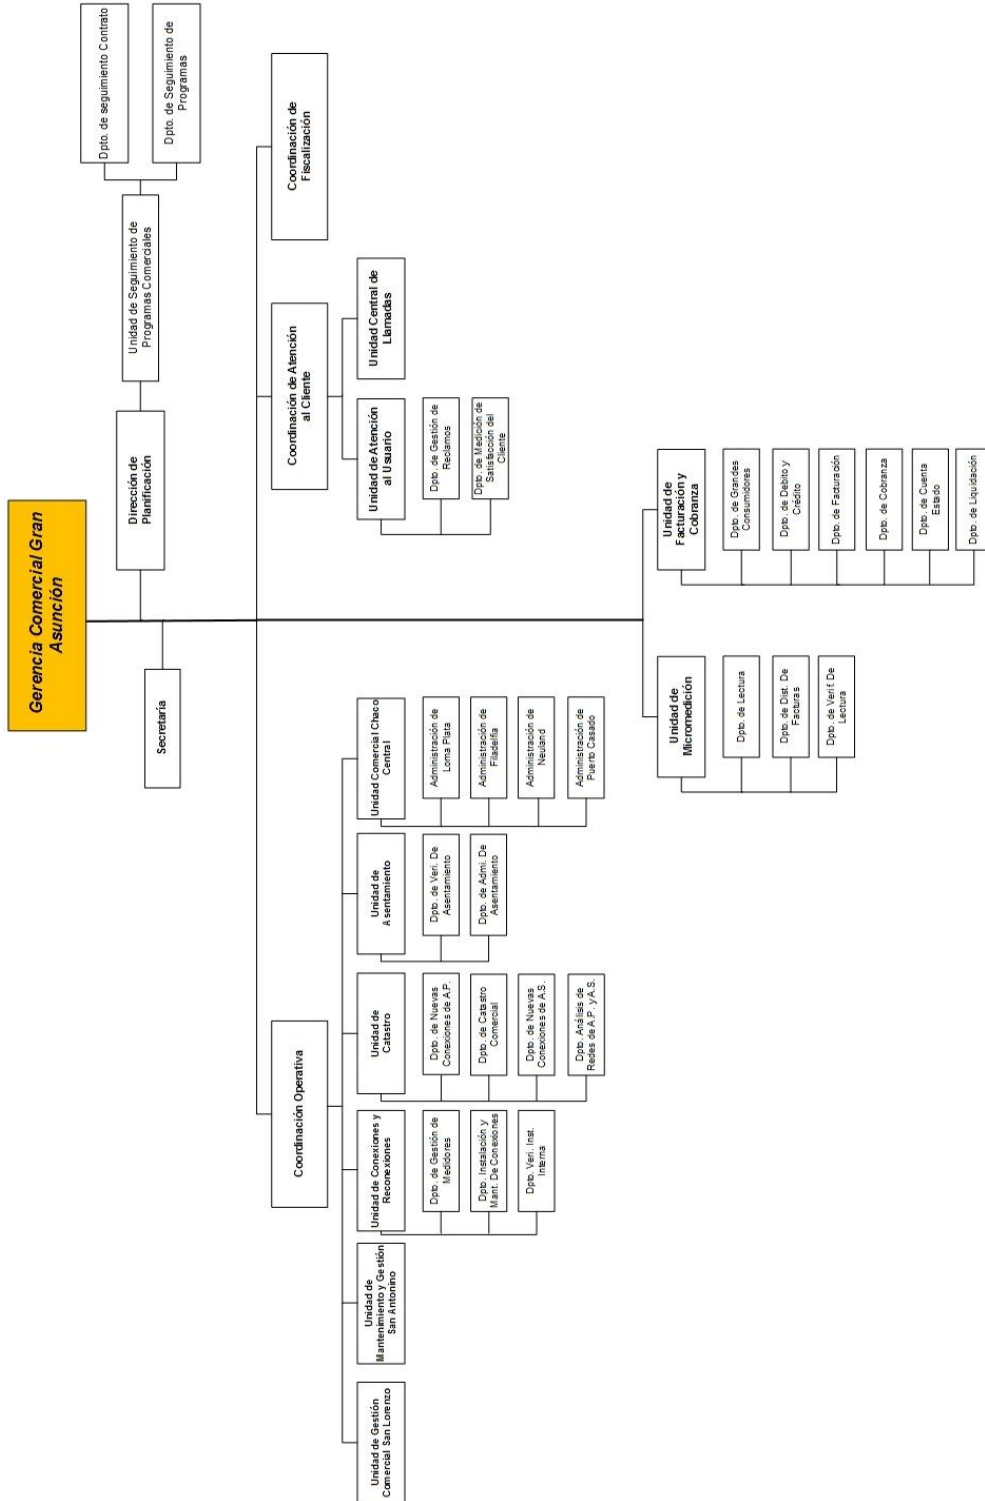 Gerencia Comercial Gran
Asunción
Secretaría
Dirección de
Planificación
Unidad de Seguimiento de
Programas Comerciales
Dpto. de seguimiento Contrato
Dpto. de Seguimiento de
Programas
Coordinación Operativa
Coordinación de Atención
al Cliente
Coordinación de
Fiscalización
Unidad de Gestión
Comercial San Lorenzo
Unidad de
Mantenimiento y Gestión
San Antonino
Unidad de Conexiones y
Reconexiones
Dpto. de Gestión de
Medidores
Dpto. Instalación y
Mant. De Conexiones
Dpto. Veri. Inst.
Interna
Unidad de
Catastro
Dpto. de Nuevas
Conexiones de A.P.
Dpto. de Catastro
Comercial
Dpto. de Nuevas
Conexiones de A.S.
Dpto. Análisis de
Redes de A.P. y A.S.
Unidad de
Asentamiento
Dpto. de Veri. De
Asentamiento
Dpto. de Admi. De
Asentamiento
Unidad Comercial Chaco
Central
Administración de
Loma Plata
Administración de
Filadelfia
Administración de
Neuland
Administración de
Puerto Casado
Unidad de Atención
al Usuario
Dpto. de Gestión de
Reclamos
Dpto. de Medición de
Satisfacción del
Cliente
Unidad Central de
Llamadas
Unidad de
Micromedición
Dpto. de Lectura
Dpto. de Dist. De
Facturas
Dpto. de Verif. De
Lectura
Unidad de
Facturación y
Cobranza
Dpto. de Grandes
Consumidores
Dpto. de Debito y
Crédito
Dpto. de Facturación
Dpto. de Cobranza
Dpto. de Cuenta
Estado
Dpto. de Liquidación